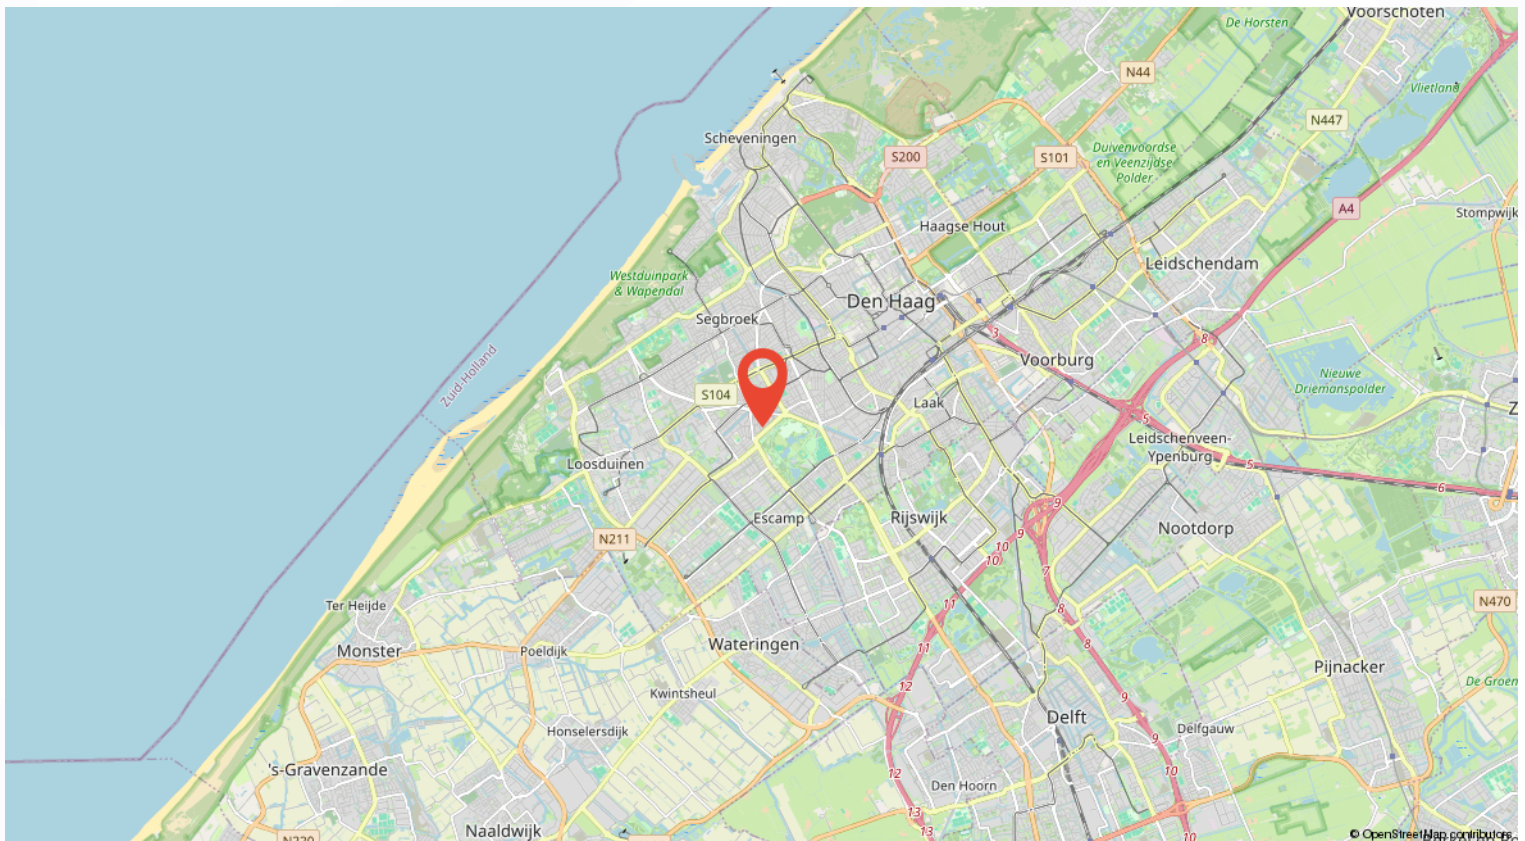 Voorschoten
De Horsten
N44
Vlietland
N447
Scheveningen
S200
S101
Duivenvoordse
en Veenzijdse
Polder
A4
Stompwijk
Haagse Hout
Leidschendam
Westduinpark
& Wapendal
Den Haag
Segbroek
3
8
Zuid-Holland
Voorburg
Nieuwe
Driemanspolder
S104
Laak
5
Z
Leidschenveen-
Ypenburg
Loosduinen
5
6
9
Escamp
Rijswijk
Nootdorp
9
N211
10
10
7
11
8
Ter Heijde
N470
Monster
Poeldijk
Wateringen
11
8
Pijnacker
12
9
De Groen
Kwintsheul
Delft
Honselersdijk
Delfgauw
9
's-Gravenzande
12
10
Den Hoorn
13
Naaldwijk
13
10
N220
© OpenStreetMap contributors